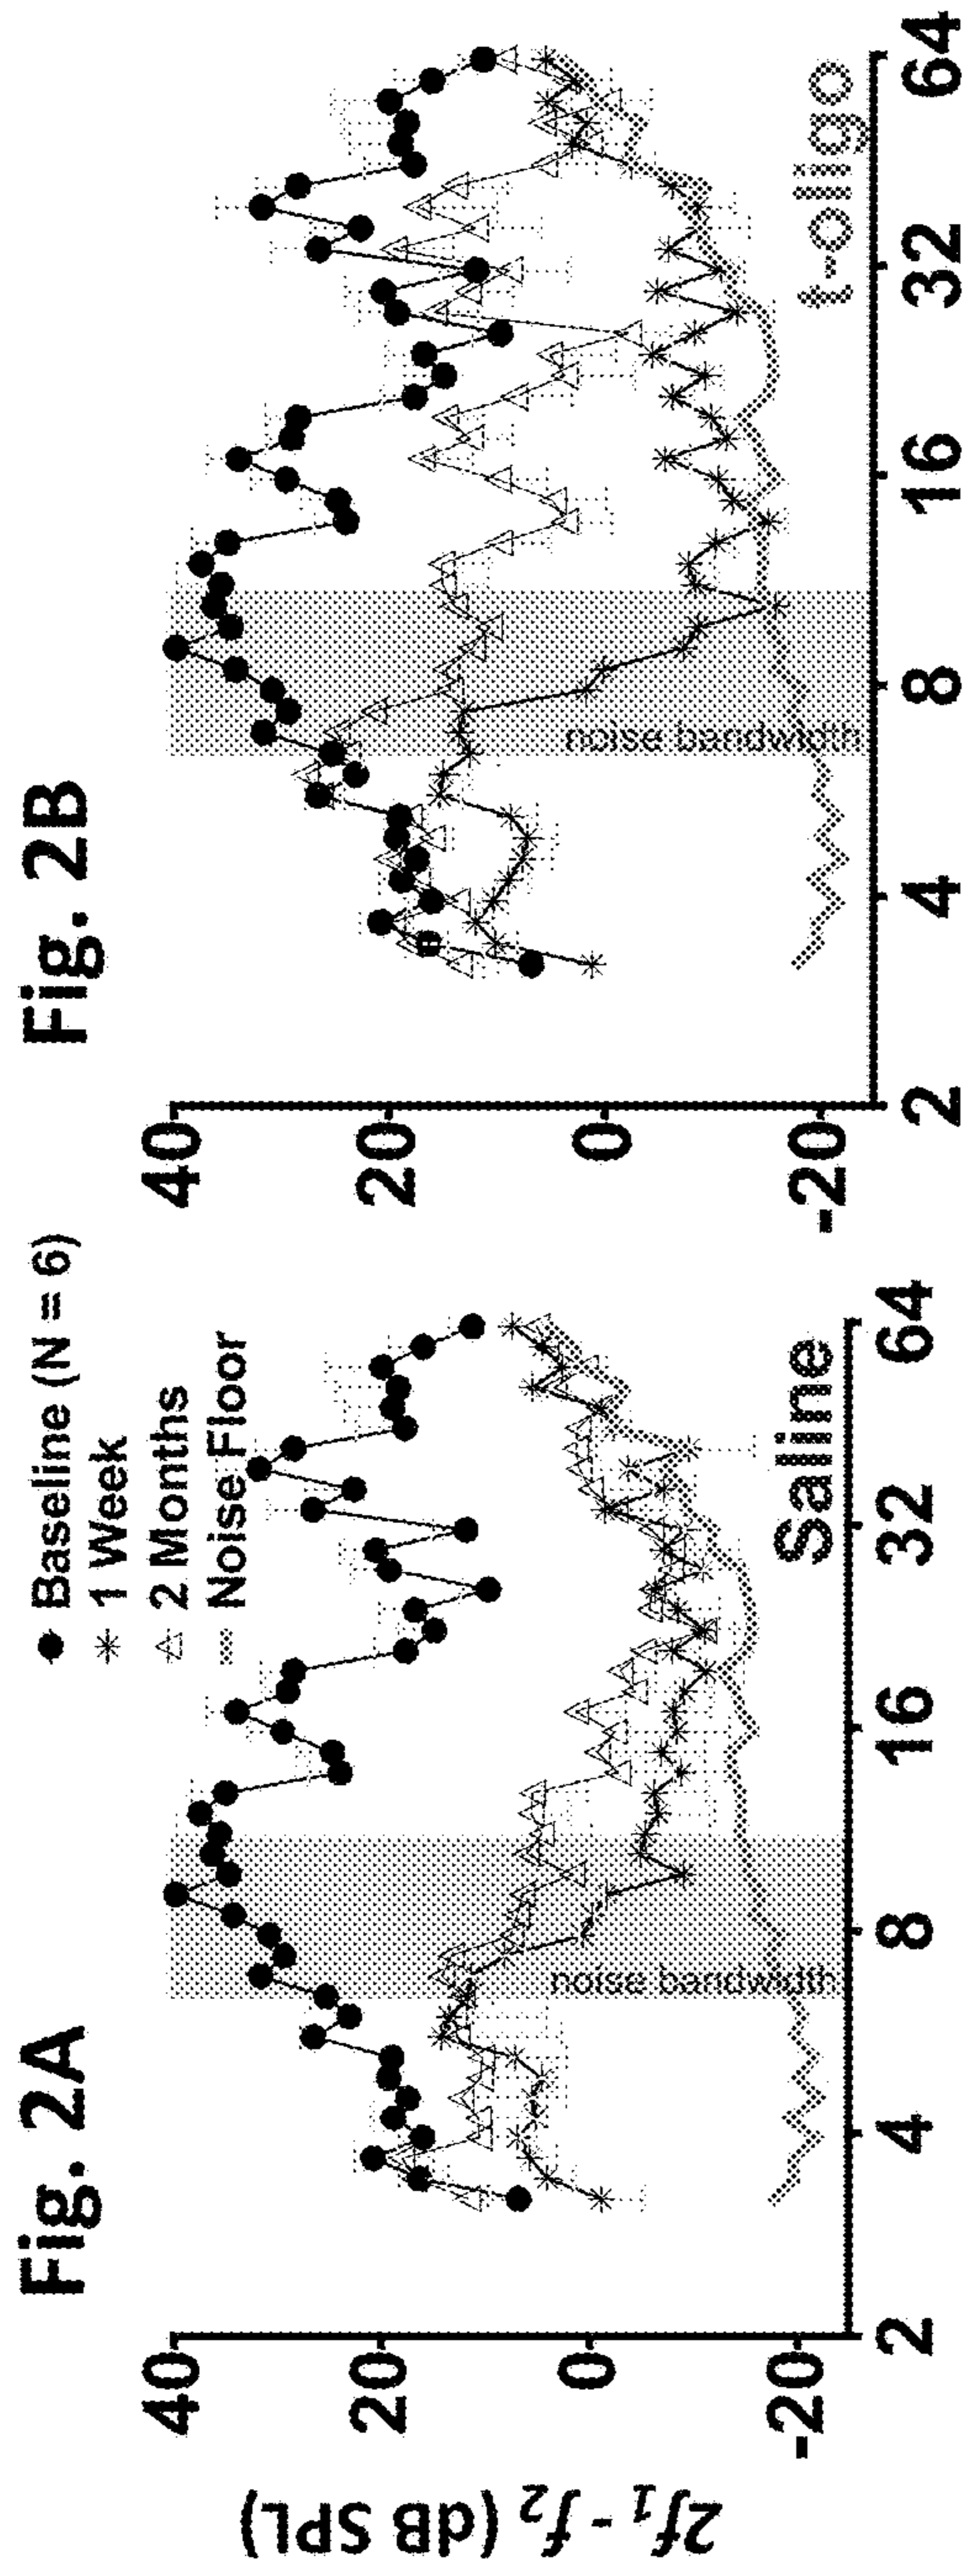 Fig. 2A
Baseline (N = 6)
1 Week
2 Months
Noise Floor
2f₁ - f₂ (dB SPL)
40
20
0
-20
noise bandwidth
Saline
2
4
8
16
32
64
Fig. 2B
40
20
0
-20
noise bandwidth
t-oligo
2
4
8
16
32
64